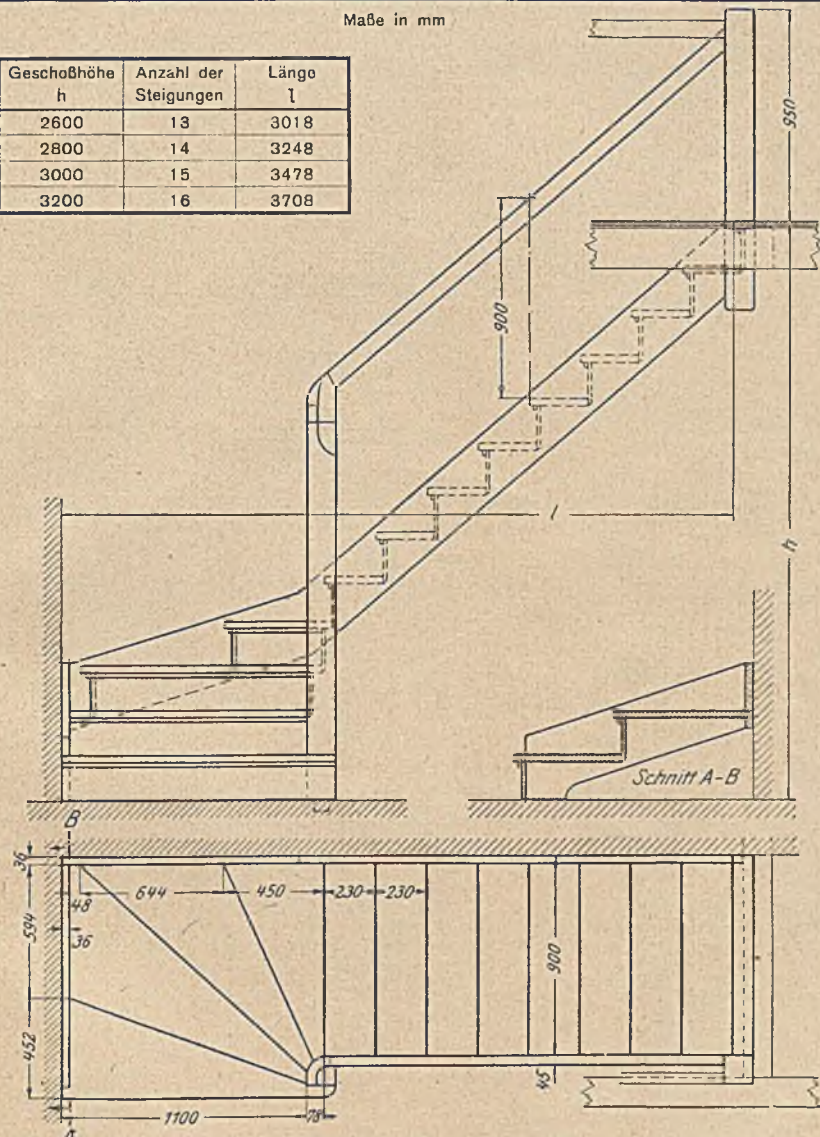 Maße in mm
Geschoßhöhe h Anzahl der Steigungen Länge l
2600 13 3018
2800 14 3248
3000 15 3478
3200 16 3708
950
900
l
h
Schnitt A-B
B
36
644 450 230 230
48
594
36
900
452
45
1100 78
A